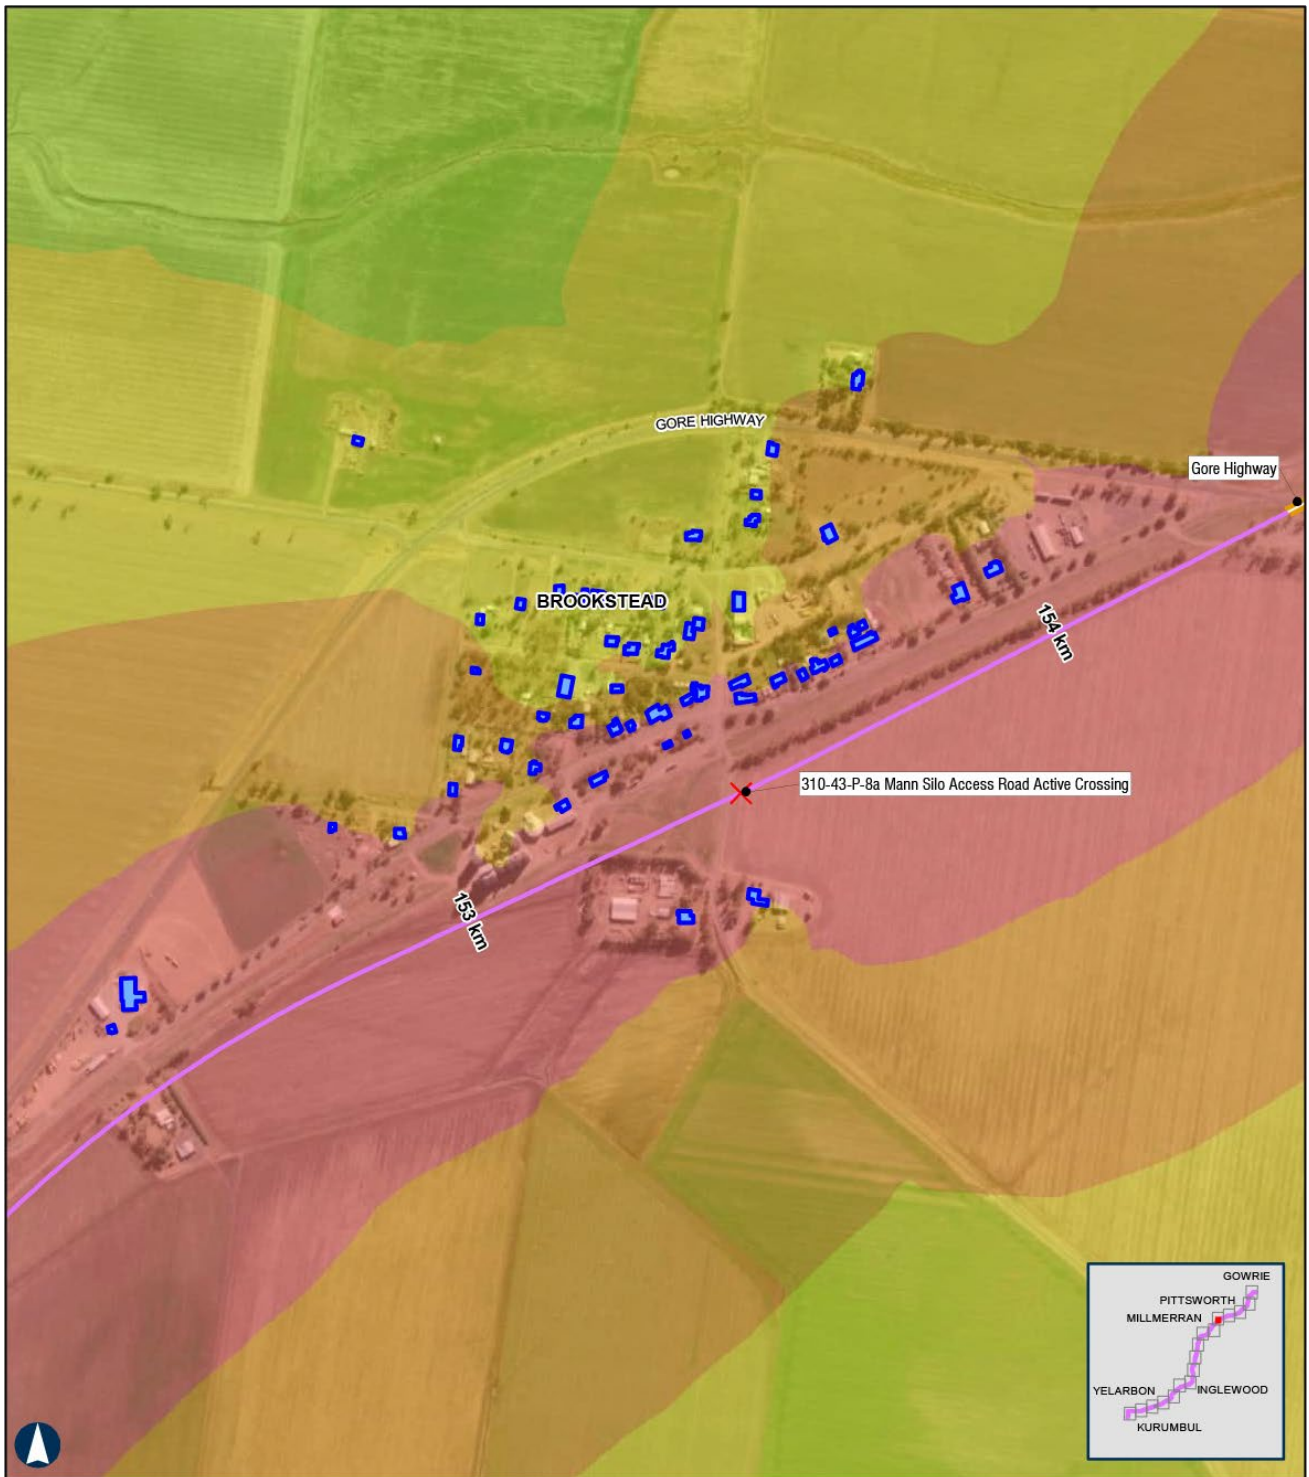 GORE HIGHWAY
Gore Highway
BROOKSTEAD
154 km
310-43-P-8a Mann Silo Access Road Active Crossing
153 km
GOWRIE
PITTSWORTH
MILLMERRAN
YELARBON
INGLEWOOD
KURUMBUL